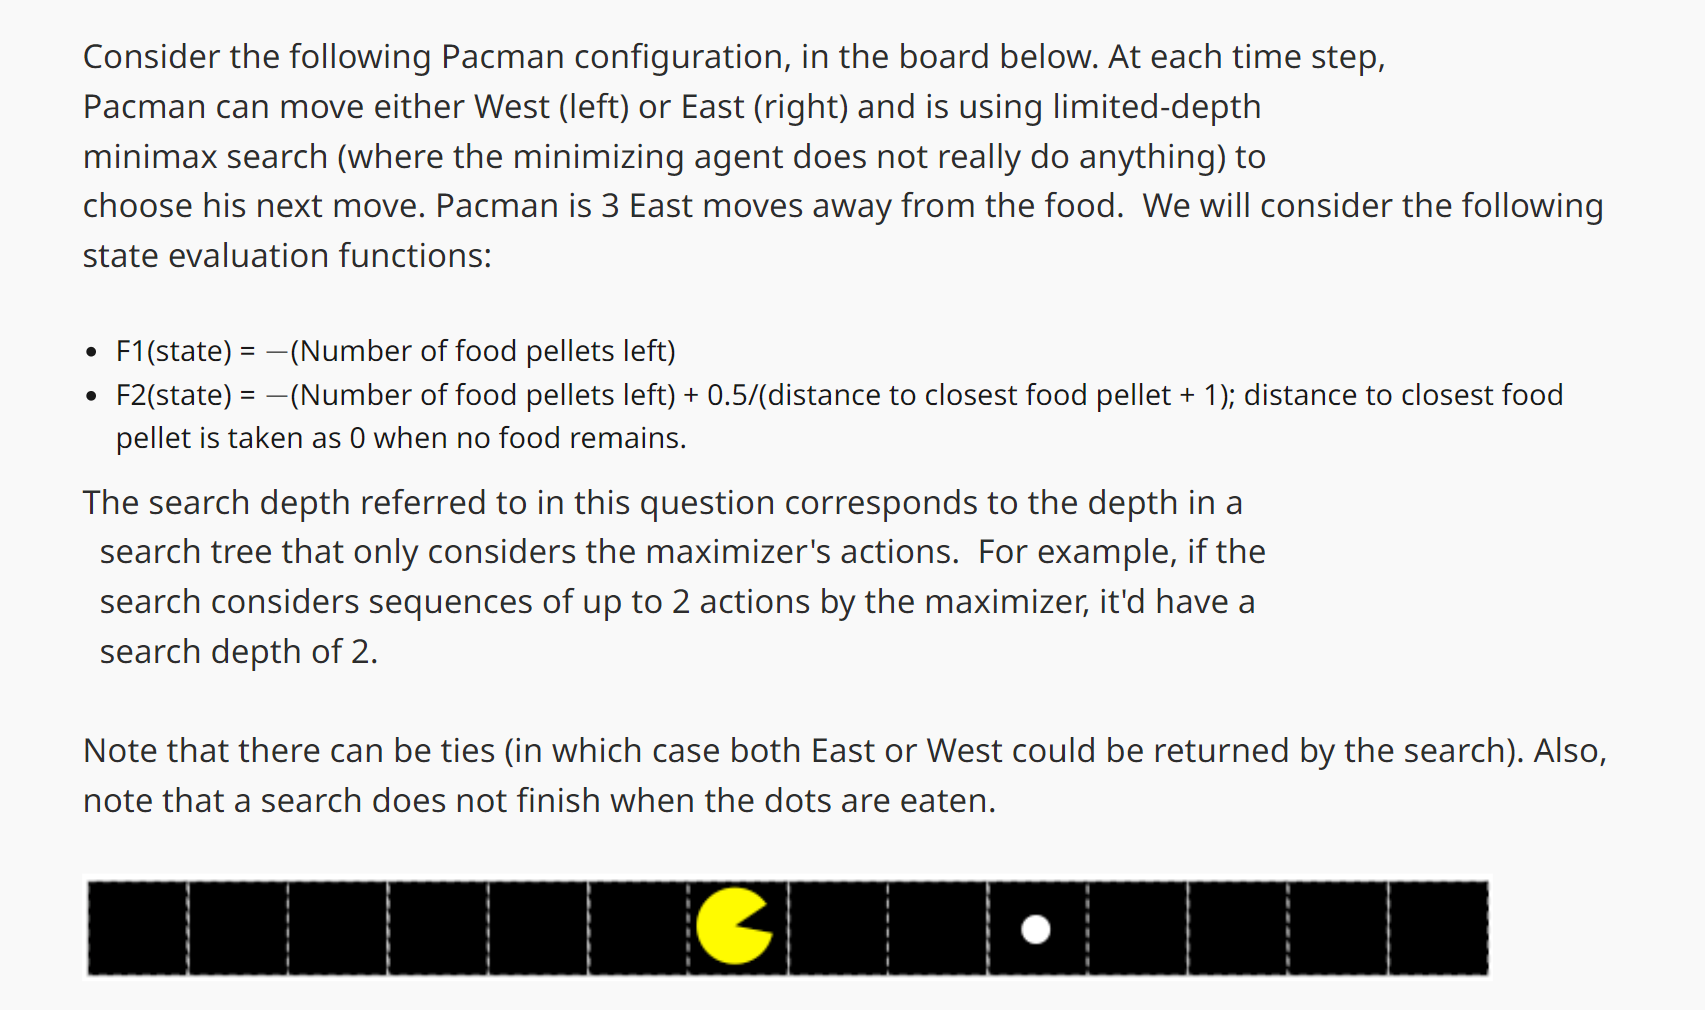 Consider the following Pacman configuration, in the board below. At each time step,
Pacman can move either West (left) or East (right) and is using limited-depth
minimax search (where the minimizing agent does not really do anything) to
choose his next move. Pacman is 3 East moves away from the food.  We will consider the following
state evaluation functions:
• F1(state) = —(Number of food pellets left)
• F2(state) = —(Number of food pellets left) + 0.5/(distance to closest food pellet + 1); distance to closest food
pellet is taken as 0 when no food remains.
The search depth referred to in this question corresponds to the depth in a
search tree that only considers the maximizer's actions.  For example, if the
search considers sequences of up to 2 actions by the maximizer, it'd have a
search depth of 2.
Note that there can be ties (in which case both East or West could be returned by the search). Also,
note that a search does not finish when the dots are eaten.